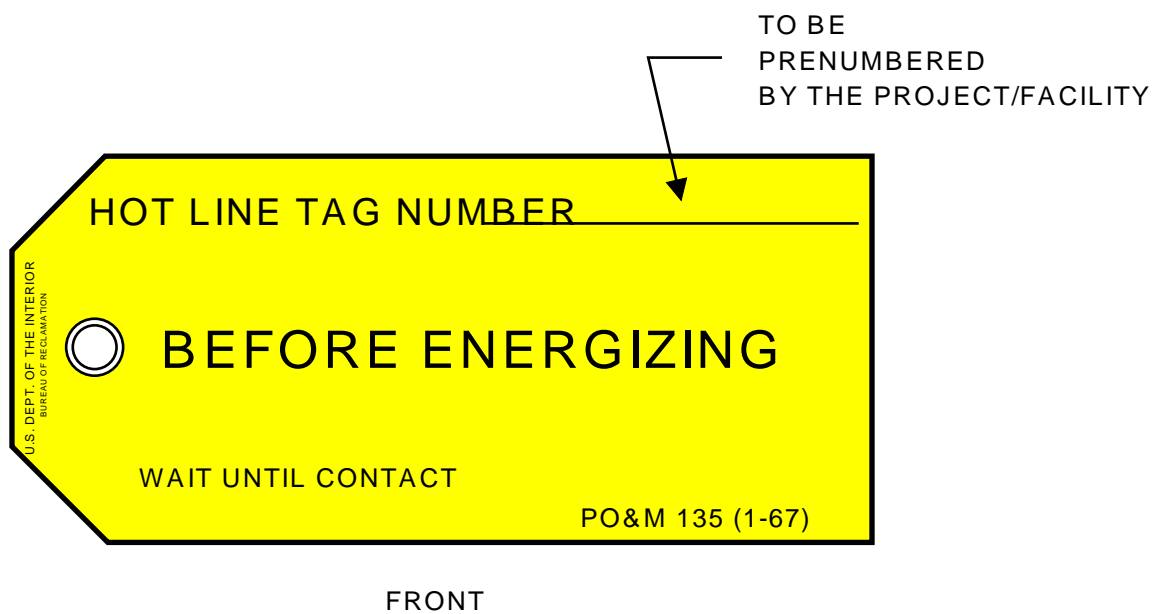 TO BE
PRENUMBERED
BY THE PROJECT/FACILITY
HOT LINE TAG NUMBER
U.S. DEPT. OF THE INTERIOR
BUREAU OF RECLAMATION
BEFORE ENERGIZING
WAIT UNTIL CONTACT
PO&M 135 (1-67)
FRONT